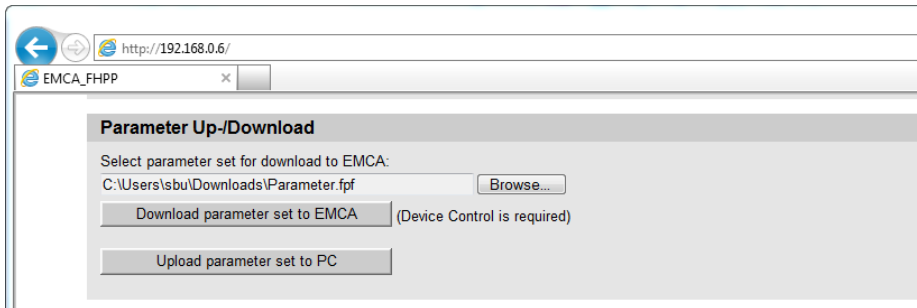 http://192.168.0.6/
EMCA_FHPP
Parameter Up-/Download
Select parameter set for download to EMCA:
C:\Users\sbu\Downloads\Parameter.fpf Browse...
Download parameter set to EMCA (Device Control is required)
Upload parameter set to PC